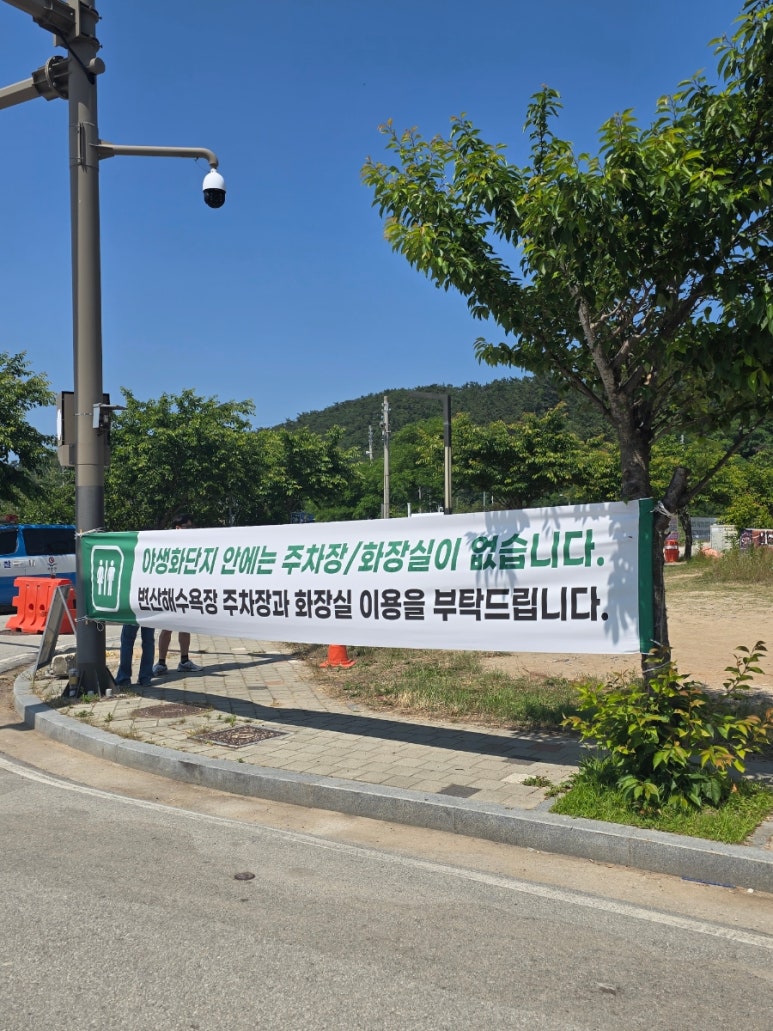 야생화단지 안에는 주차장/화장실이 없습니다.
변산해수욕장 주차장과 화장실 이용을 부탁드립니다.